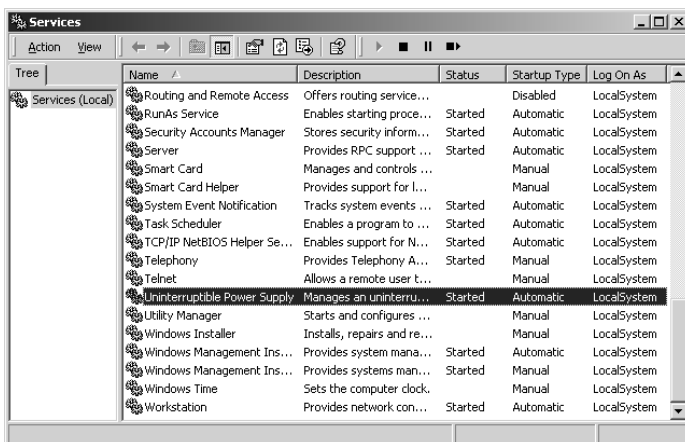 Services
Action View
Tree
Name Description Status Startup Type Log On As
Services (Local)
Routing and Remote Access Offers routing service... Disabled LocalSystem
RunAs Service Enables starting proce... Started Automatic LocalSystem
Security Accounts Manager Stores security inform... Started Automatic LocalSystem
Server Provides RPC support ... Started Automatic LocalSystem
Smart Card Manages and controls ... Manual LocalSystem
Smart Card Helper Provides support for l... Manual LocalSystem
System Event Notification Tracks system events ... Started Automatic LocalSystem
Task Scheduler Enables a program to ... Started Automatic LocalSystem
TCP/IP NetBIOS Helper Se... Enables support for N... Started Automatic LocalSystem
Telephony Provides Telephony A... Started Manual LocalSystem
Telnet Allows a remote user t... Manual LocalSystem
Uninterruptible Power Supply Manages an uninterru... Started Automatic LocalSystem
Utility Manager Starts and configures ... Manual LocalSystem
Windows Installer Installs, repairs and re... Manual LocalSystem
Windows Management Ins... Provides system mana... Started Automatic LocalSystem
Windows Management Ins... Provides systems man... Started Manual LocalSystem
Windows Time Sets the computer clock. Manual LocalSystem
Workstation Provides network con... Started Automatic LocalSystem